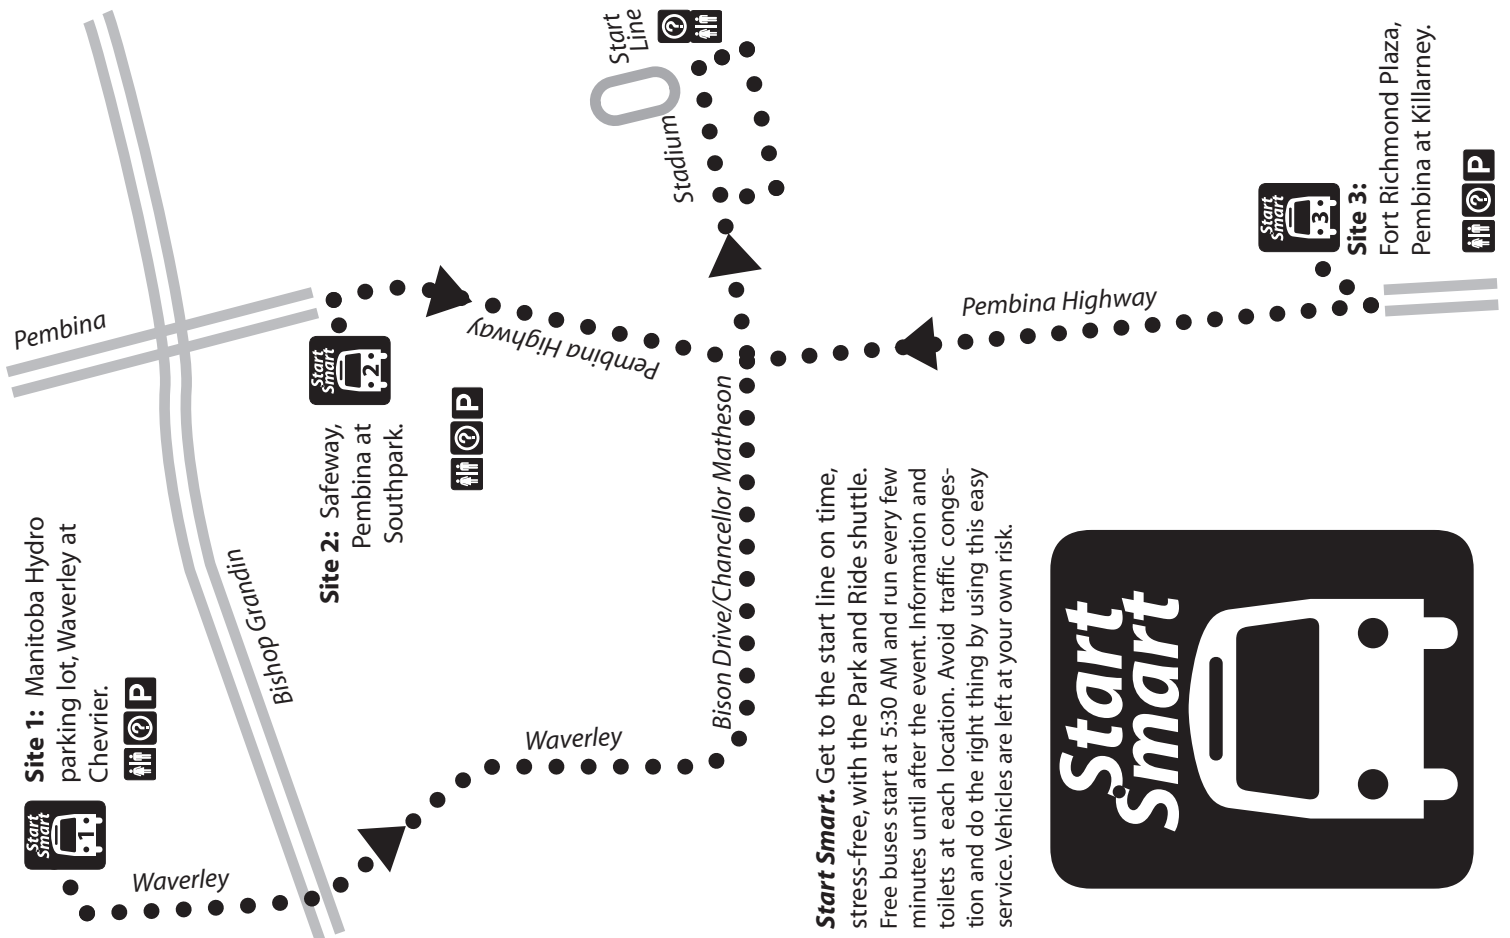 Site 1: Manitoba Hydro
parking lot, Waverley at
Chevrier.
P
Start
Smart
1
Waverley
Bishop Grandin
Pembina
Site 2: Safeway,
Pembina at
Southpark.
Start
Smart
2
P
Pembina Highway
Waverley
Bison Drive/Chancellor Matheson
Stadium
Start
Line
Pembina Highway
Start
Smart
3
Site 3:
Fort Richmond Plaza,
Pembina at Killarney.
P
Start Smart. Get to the start line on time,
stress-free, with the Park and Ride shuttle.
Free buses start at 5:30 AM and run every few
minutes until after the event. Information and
toilets at each location. Avoid traffic conges-
tion and do the right thing by using this easy
service. Vehicles are left at your own risk.
Start
Smart